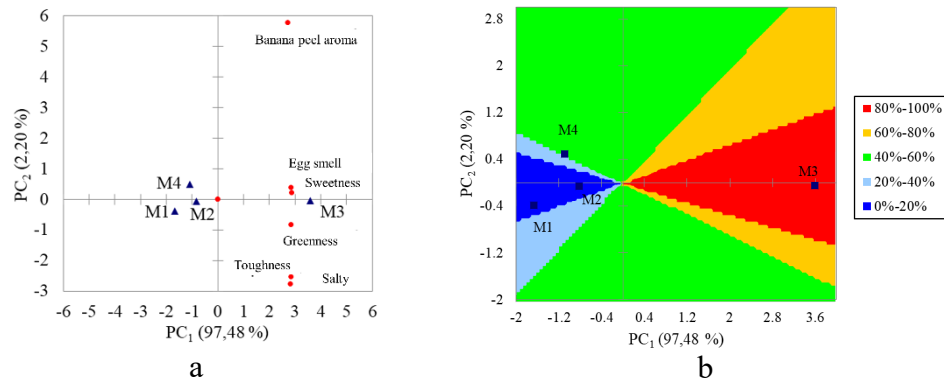 6
5
4
3
2
1
0
-1
-2
-3
-6 -5 -4 -3 -2 -1 0 1 2 3 4 5 6
PC2 (2,20 %)
PC1 (97,48 %)
Banana peel aroma
Egg smell
Sweetness
M4
M1 M2 M3
Greenness
Toughness
Salty
a
2.8
2
1.2
0.4
-0.4
-1.2
-2
-2 -1.2 -0.4 0.4 1.2 2 2.8 3.6
PC2 (2,20 %)
PC1 (97,48 %)
M4
M3
M2
M1
b
80%-100%
60%-80%
40%-60%
20%-40%
0%-20%